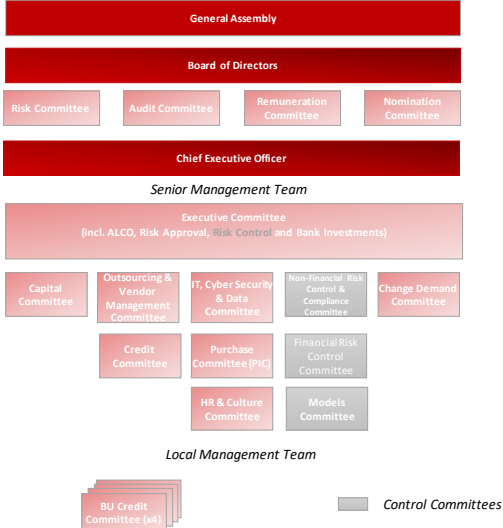 General Assembly
Board of Directors
Risk Committee
Audit Committee
Remuneration
Committee
Nomination
Committee
Chief Executive Officer
Senior Management Team
Executive Committee
(incl. ALCO, Risk Approval, Risk Control and Bank Investments)
Capital
Committee
Outsourcing &
Vendor
Management
Committee
IT, Cyber Security
& Data
Committee
Non-Financial Risk
Control &
Compliance
Committee
Change Demand
Committee
Credit
Committee
Purchase
Committee (PIC)
Financial Risk
Control
Committee
HR & Culture
Committee
Models
Committee
Local Management Team
BU Credit
Committee (x4)
Control Committees